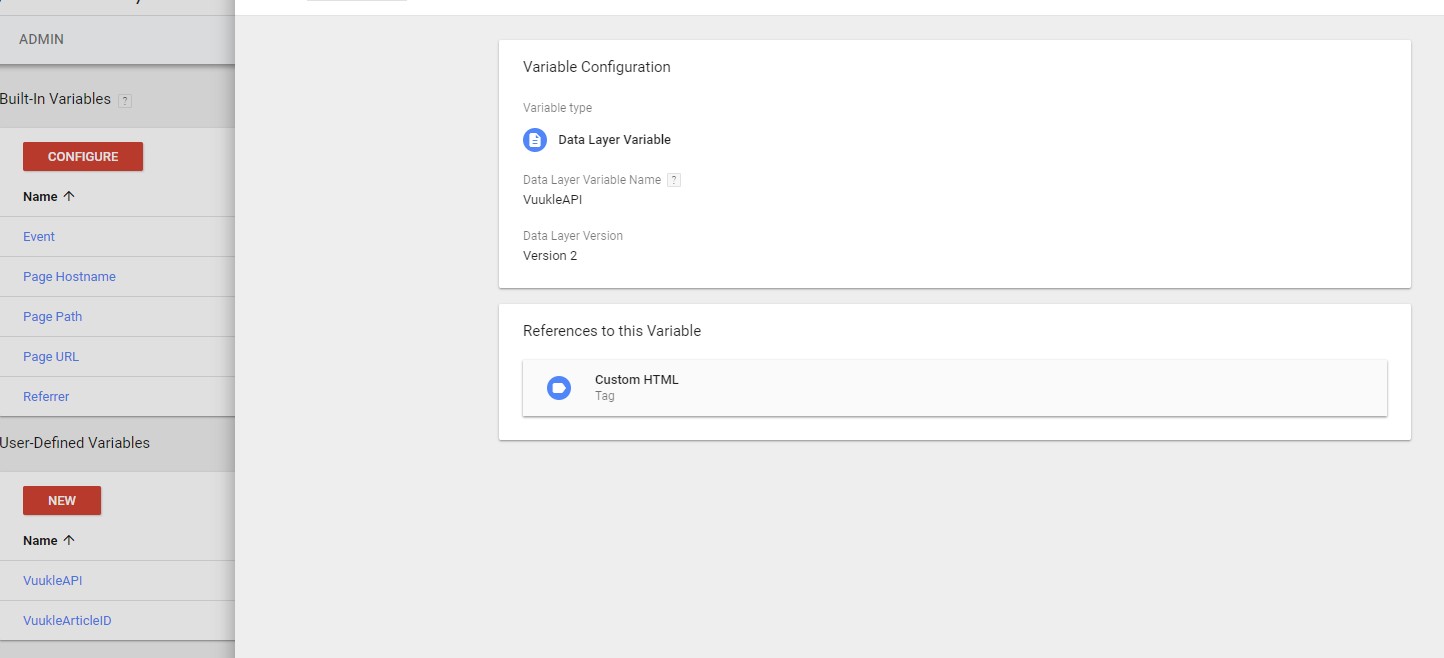 ADMIN
Built-In Variables ?
CONFIGURE
Name
Event
Page Hostname
Page Path
Page URL
Referrer
User-Defined Variables
NEW
Name
VuukleAPI
VuukleArticleID
Variable Configuration
Variable type
Data Layer Variable
Data Layer Variable Name ?
VuukleAPI
Data Layer Version
Version 2
References to this Variable
Custom HTML
Tag